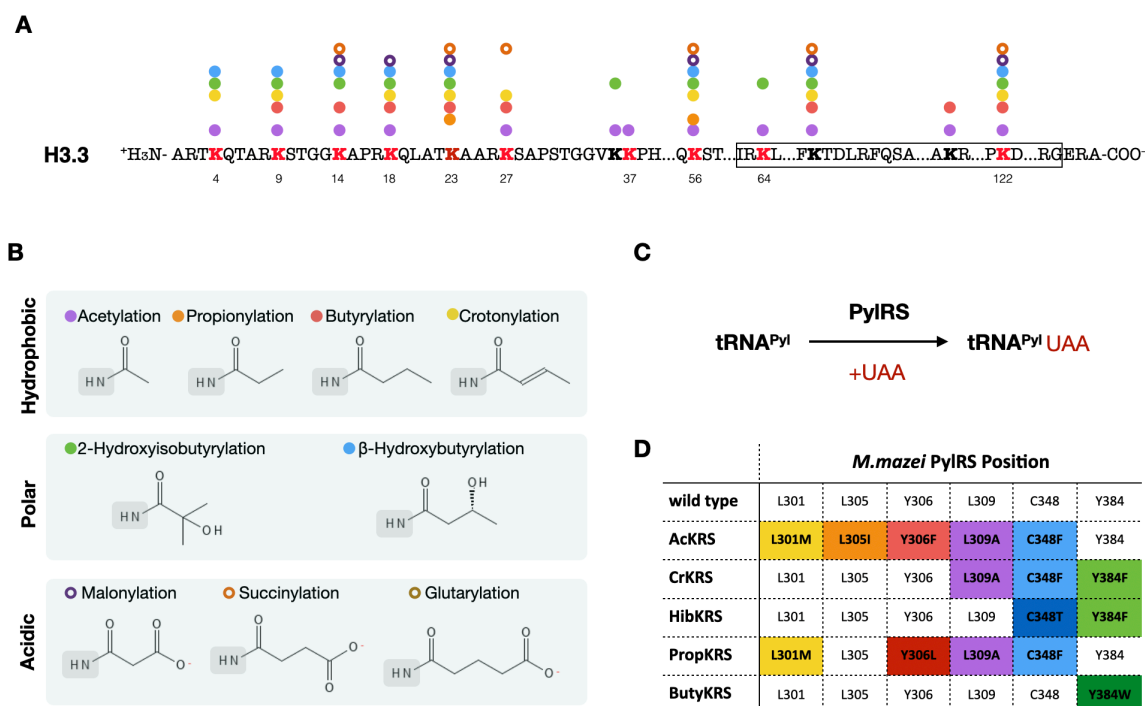 A
H3.3 ⁺H₃N- ARTKQTARKSTGGKAPRKQLATKAARKSAPSTGGVKKPH...QKST...IRKL...FKTDLRFQSA...AKR...PKD...RGERA-COO⁻
4 9 14 18 23 27 37 56 64 122
B
Hydrophobic
Acetylation Propionylation Butyrylation Crotonylation
O O O O
HN HN HN HN
Polar
2-Hydroxyisobutyrylation β-Hydroxybutyrylation
O O OH
HN OH HN
Acidic
Malonylation Succinylation Glutarylation
O O O O O
HN O⁻ HN O⁻ O HN O⁻
C
PylRS
tRNAᴾʸˡ tRNAᴾʸˡ UAA
+UAA
D
M.mazei PylRS Position
wild type L301 L305 Y306 L309 C348 Y384
AcKRS L301M L305I Y306F L309A C348F Y384
CrKRS L301 L305 Y306 L309A C348F Y384F
HibKRS L301 L305 Y306 L309 C348T Y384F
PropKRS L301M L305 Y306L L309A C348F Y384
ButyKRS L301 L305 Y306 L309 C348 Y384W